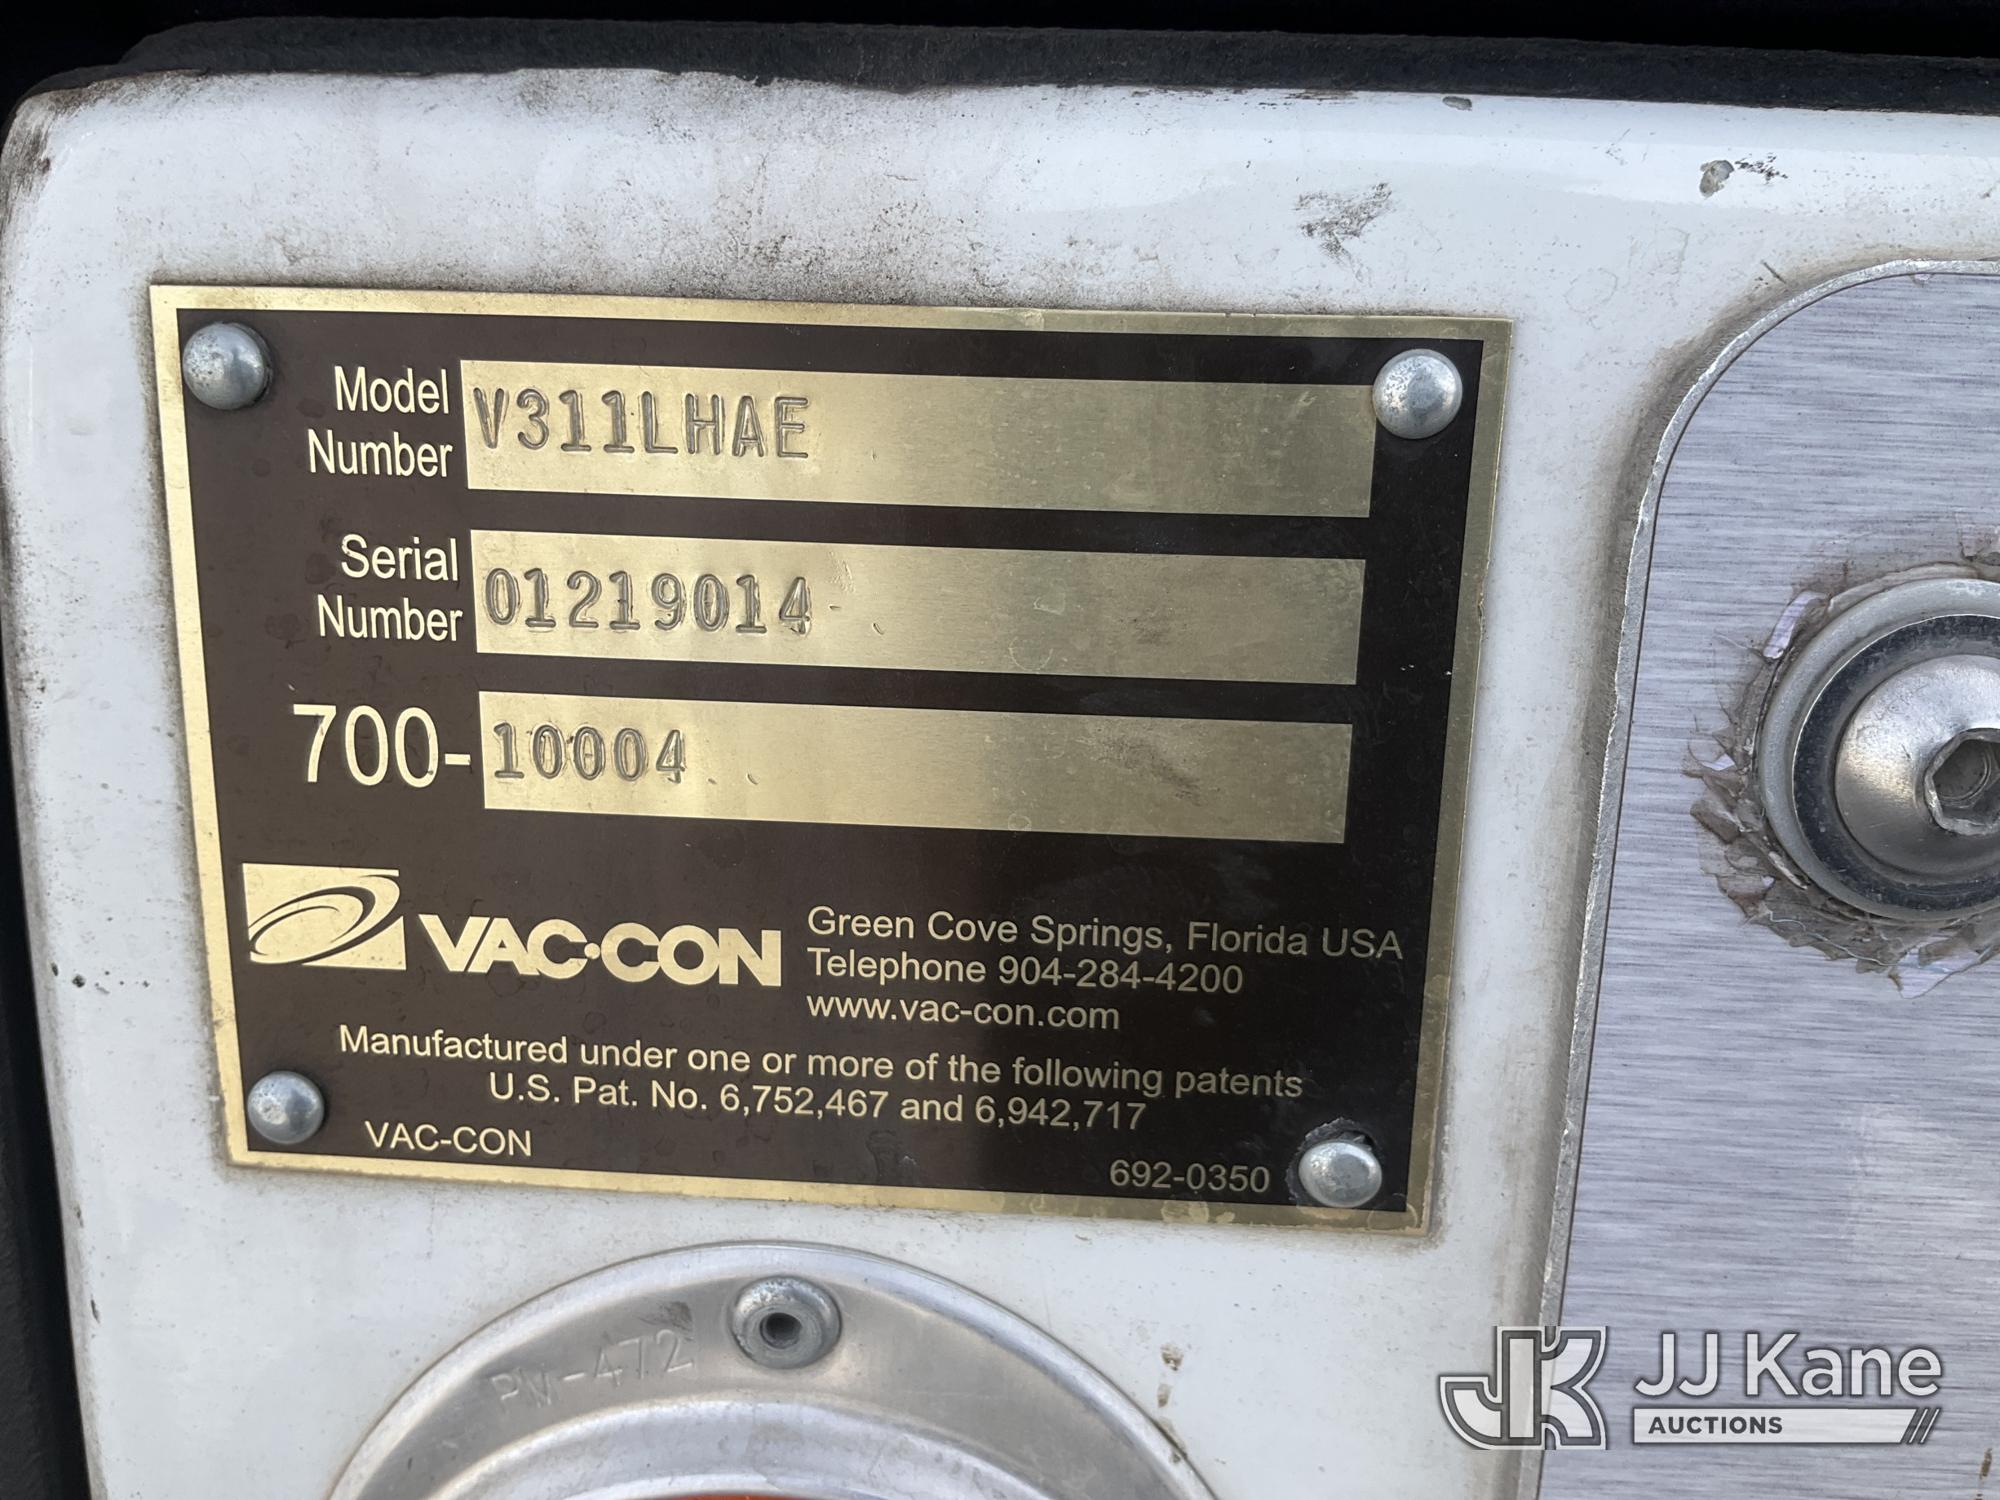 Model
Number
V311LHAE
Serial
Number
01219014
700-
10004
VAC·CON
Green Cove Springs, Florida USA
Telephone 904-284-4200
www.vac-con.com
Manufactured under one or more of the following patents
U.S. Pat. No. 6,752,467 and 6,942,717
VAC-CON
692-0350
PM-472
JK
JJ Kane
AUCTIONS